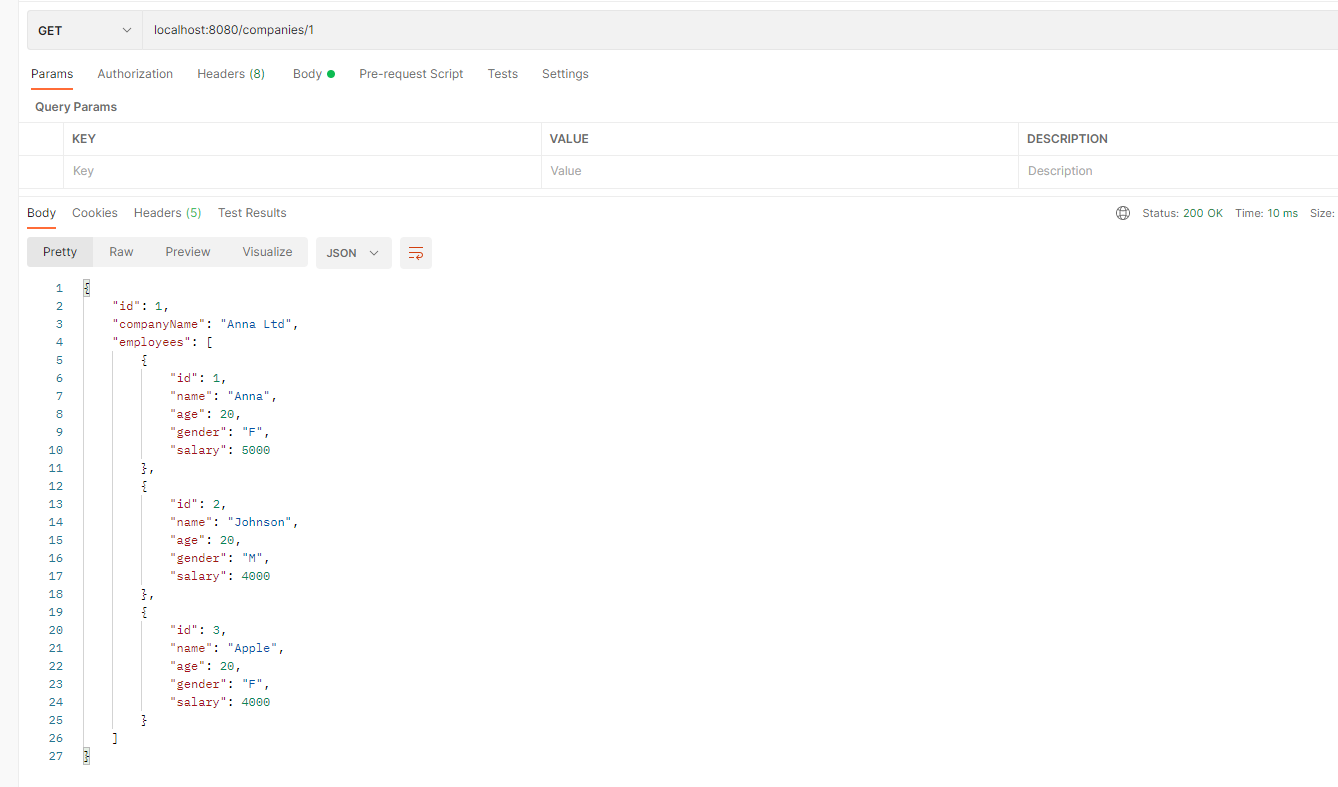 GET localhost:8080/companies/1
Params Authorization Headers (8) Body Pre-request Script Tests Settings
Query Params
KEY VALUE DESCRIPTION
Key Value Description
Body Cookies Headers (5) Test Results Status: 200 OK Time: 10 ms Size:
Pretty Raw Preview Visualize JSON
1 {
2 "id": 1,
3 "companyName": "Anna Ltd",
4 "employees": [
5 {
6 "id": 1,
7 "name": "Anna",
8 "age": 20,
9 "gender": "F",
10 "salary": 5000
11 },
12 {
13 "id": 2,
14 "name": "Johnson",
15 "age": 20,
16 "gender": "M",
17 "salary": 4000
18 },
19 {
20 "id": 3,
21 "name": "Apple",
22 "age": 20,
23 "gender": "F",
24 "salary": 4000
25 }
26 ]
27 }